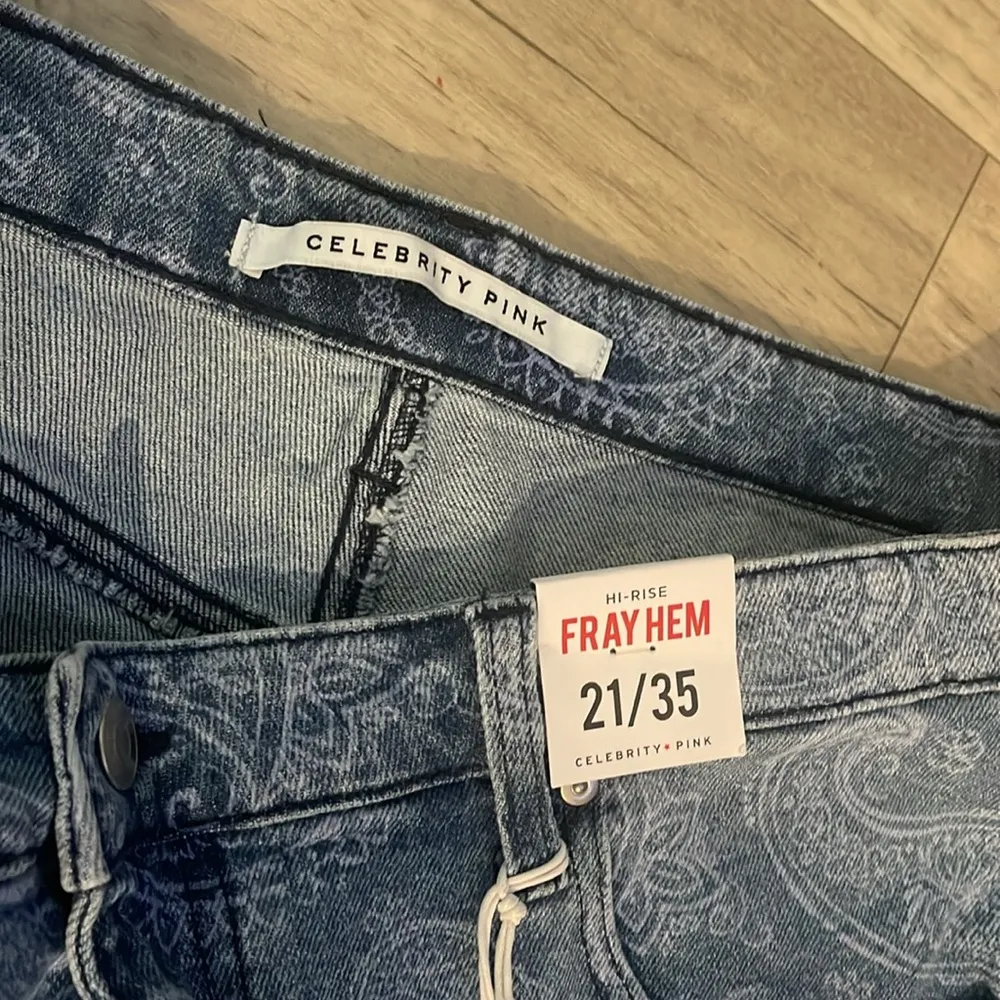 CELEBRITY PINK
HI-RISE
FRAY HEM
21/35
CELEBRITY★PINK